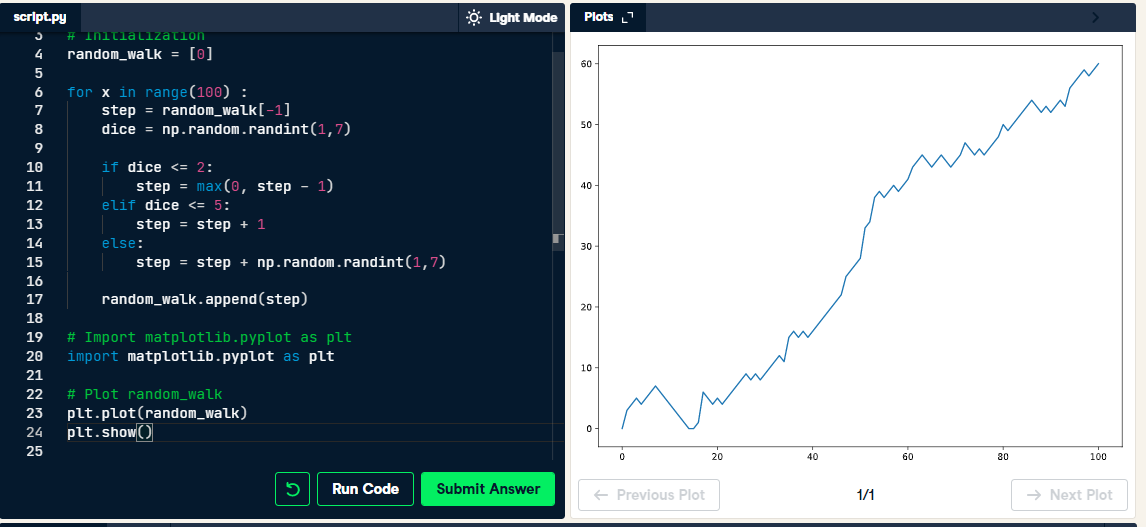 script.py
Light Mode
3 # Initialization
4 random_walk = [0]
5
6 for x in range(100) :
7 step = random_walk[-1]
8 dice = np.random.randint(1,7)
9
10 if dice <= 2:
11 step = max(0, step - 1)
12 elif dice <= 5:
13 step = step + 1
14 else:
15 step = step + np.random.randint(1,7)
16
17 random_walk.append(step)
18
19 # Import matplotlib.pyplot as plt
20 import matplotlib.pyplot as plt
21
22 # Plot random_walk
23 plt.plot(random_walk)
24 plt.show()
25
Run Code
Submit Answer
Plots
60
50
40
30
20
10
0
0 20 40 60 80 100
← Previous Plot
1/1
→ Next Plot